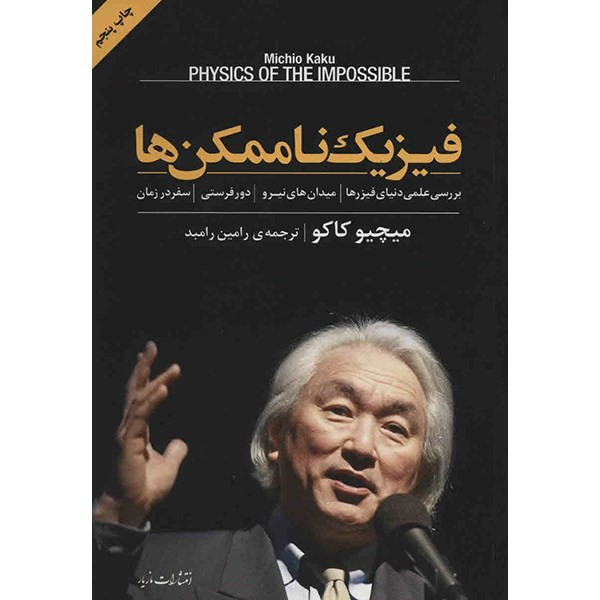 چاپ پنجم
Michio Kaku
PHYSICS OF THE IMPOSSIBLE
فیزیک ناممکن‌ها
بررسی علمی دنیای فیزرها | میدان‌های نیرو | دورفرستی | سفر در زمان
میچیو کاکو | ترجمه‌ی رامین رامبد
انتشارات مازیار